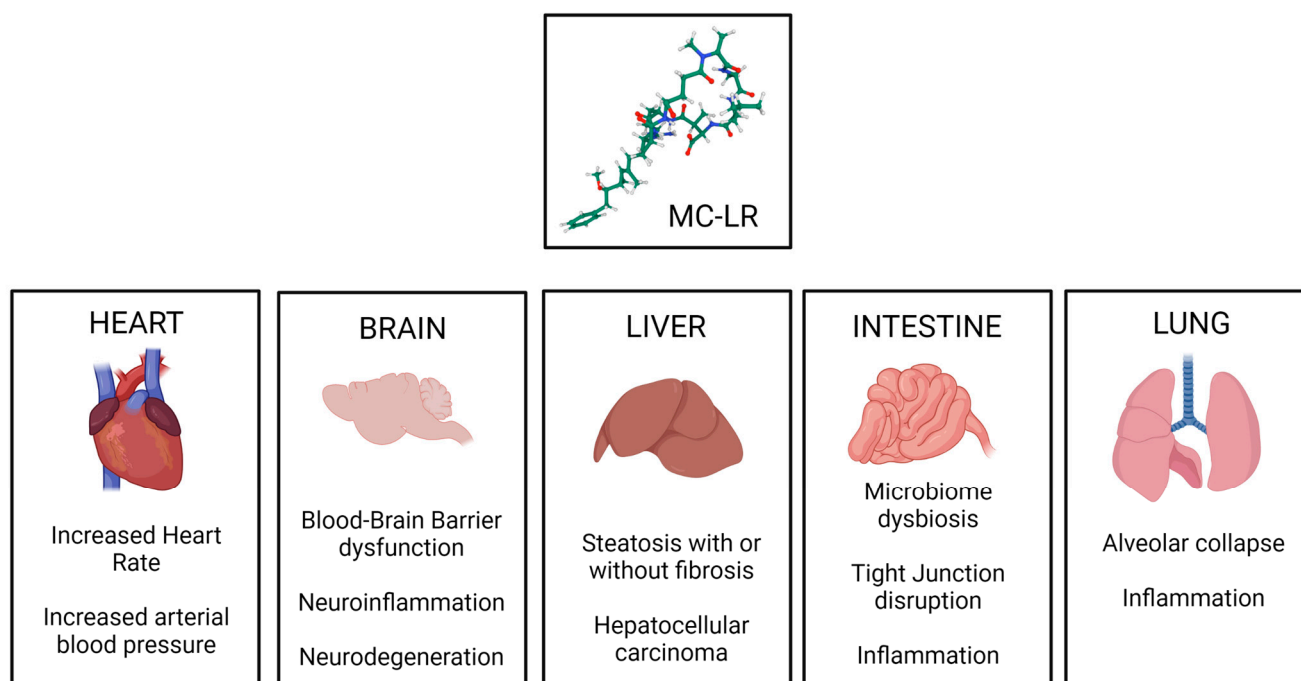 MC-LR
HEART
Increased Heart
Rate
Increased arterial
blood pressure
BRAIN
Blood-Brain Barrier
dysfunction
Neuroinflammation
Neurodegeneration
LIVER
Steatosis with or
without fibrosis
Hepatocellular
carcinoma
INTESTINE
Microbiome
dysbiosis
Tight Junction
disruption
Inflammation
LUNG
Alveolar collapse
Inflammation